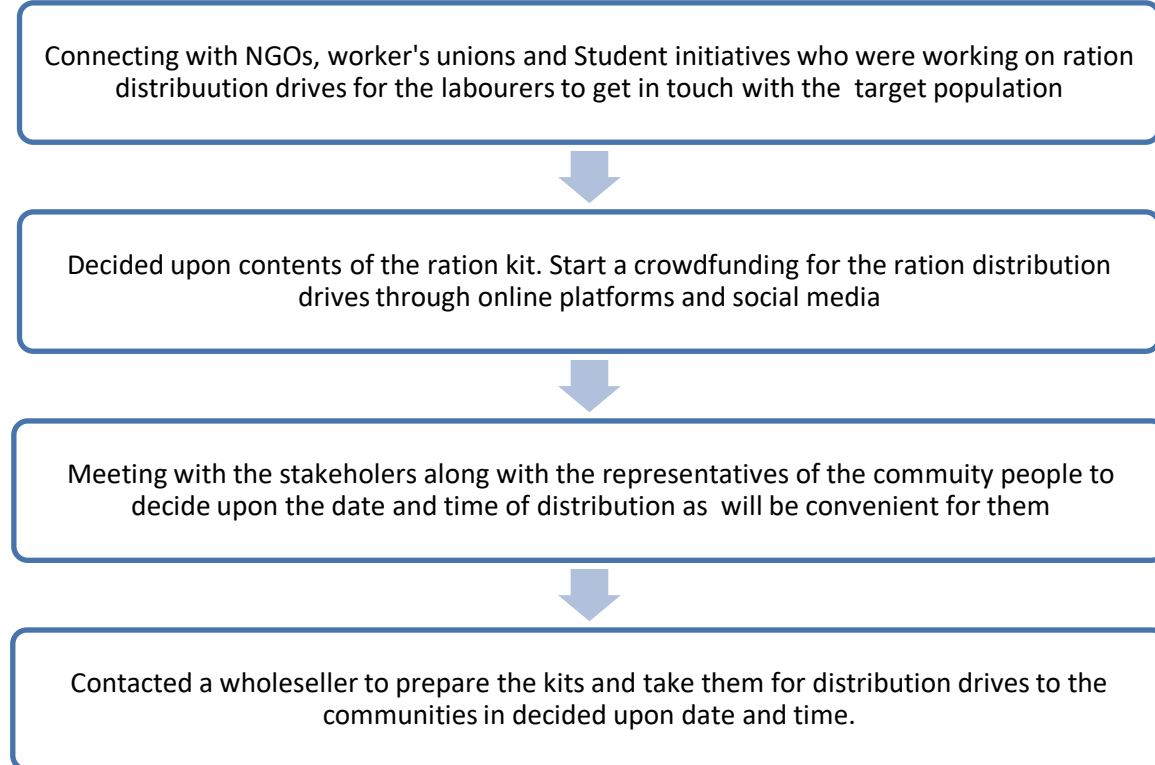 Connecting with NGOs, worker's unions and Student initiatives who were working on ration
distribuution drives for the labourers to get in touch with the target population
Decided upon contents of the ration kit. Start a crowdfunding for the ration distribution
drives through online platforms and social media
Meeting with the stakeholers along with the representatives of the commuity people to
decide upon the date and time of distribution as will be convenient for them
Contacted a wholeseller to prepare the kits and take them for distribution drives to the
communities in decided upon date and time.